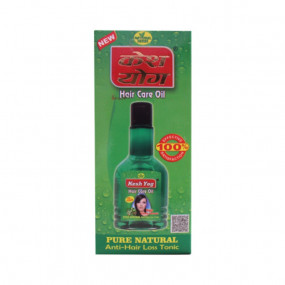 NEW
केश
योग
Hair Care Oil
100%
Kesh Yog
Hair Care Oil
PURE NATURAL
Anti-Hair Loss Tonic